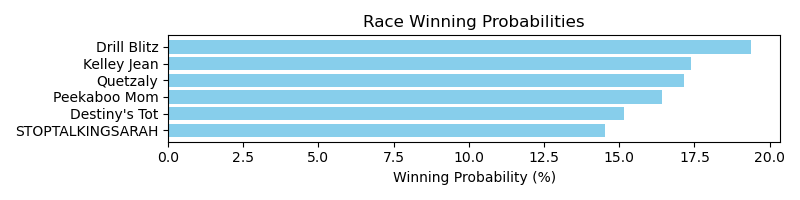 Race Winning Probabilities
Drill Blitz
Kelley Jean
Quetzaly
Peekaboo Mom
Destiny's Tot
STOPTALKINGSARAH
0.0 2.5 5.0 7.5 10.0 12.5 15.0 17.5 20.0
Winning Probability (%)